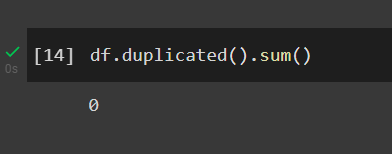 [14] df.duplicated().sum()
0s
0